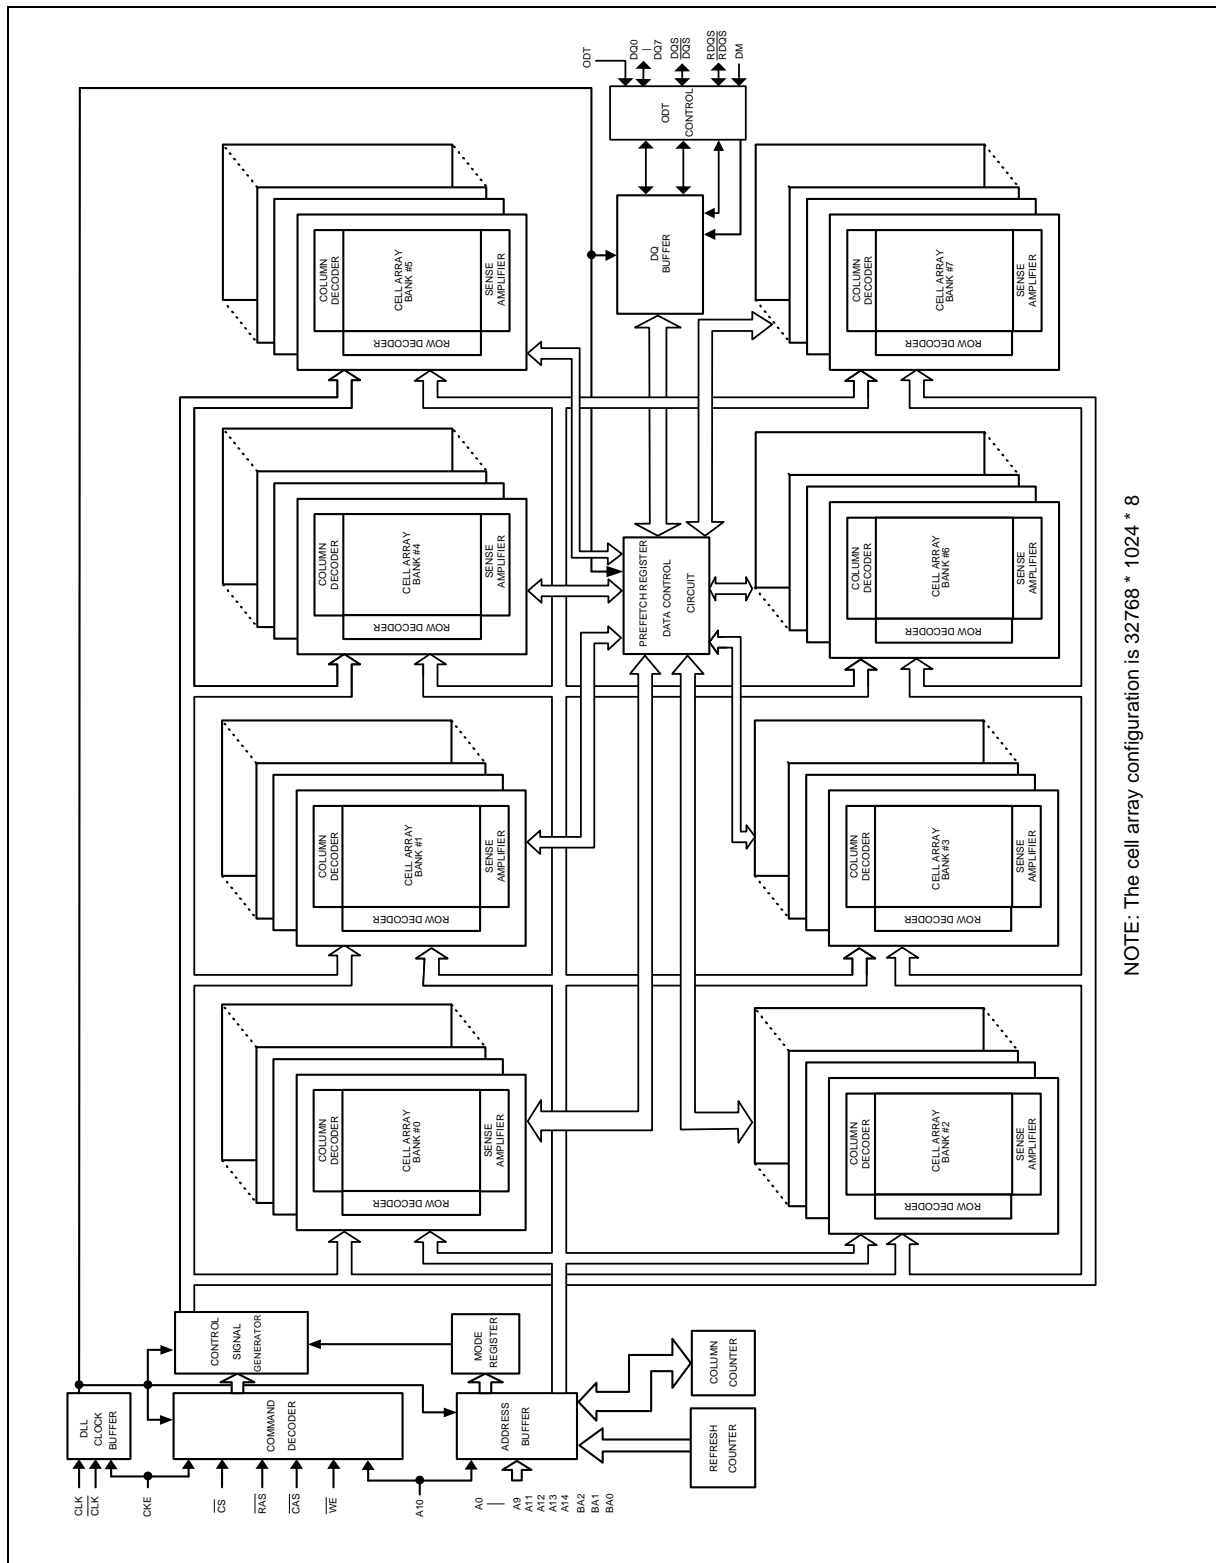 CLK
CLK
CKE
CS
RAS
CAS
WE
A10
A0
A9
A11
A12
A13
A14
BA2
BA1
BA0
DLL
CLOCK
BUFFER
COMMAND
DECODER
ADDRESS
BUFFER
REFRESH
COUNTER
COLUMN
COUNTER
CONTROL
SIGNAL
GENERATOR
MODE
REGISTER
COLUMN
DECODER
CELL ARRAY
BANK #0
SENSE
AMPLIFIER
ROW DECODER
COLUMN
DECODER
CELL ARRAY
BANK #1
SENSE
AMPLIFIER
ROW DECODER
COLUMN
DECODER
CELL ARRAY
BANK #4
SENSE
AMPLIFIER
ROW DECODER
COLUMN
DECODER
CELL ARRAY
BANK #5
SENSE
AMPLIFIER
ROW DECODER
PREFETCH REGISTER
DATA CONTROL
CIRCUIT
DQ
BUFFER
ODT
CONTROL
ODT
DQ0
DQ7
DQS
DQS
RDQS
RDQS
DM
COLUMN
DECODER
CELL ARRAY
BANK #2
SENSE
AMPLIFIER
ROW DECODER
COLUMN
DECODER
CELL ARRAY
BANK #3
SENSE
AMPLIFIER
ROW DECODER
COLUMN
DECODER
CELL ARRAY
BANK #6
SENSE
AMPLIFIER
ROW DECODER
COLUMN
DECODER
CELL ARRAY
BANK #7
SENSE
AMPLIFIER
ROW DECODER
NOTE: The cell array configuration is 32768 * 1024 * 8